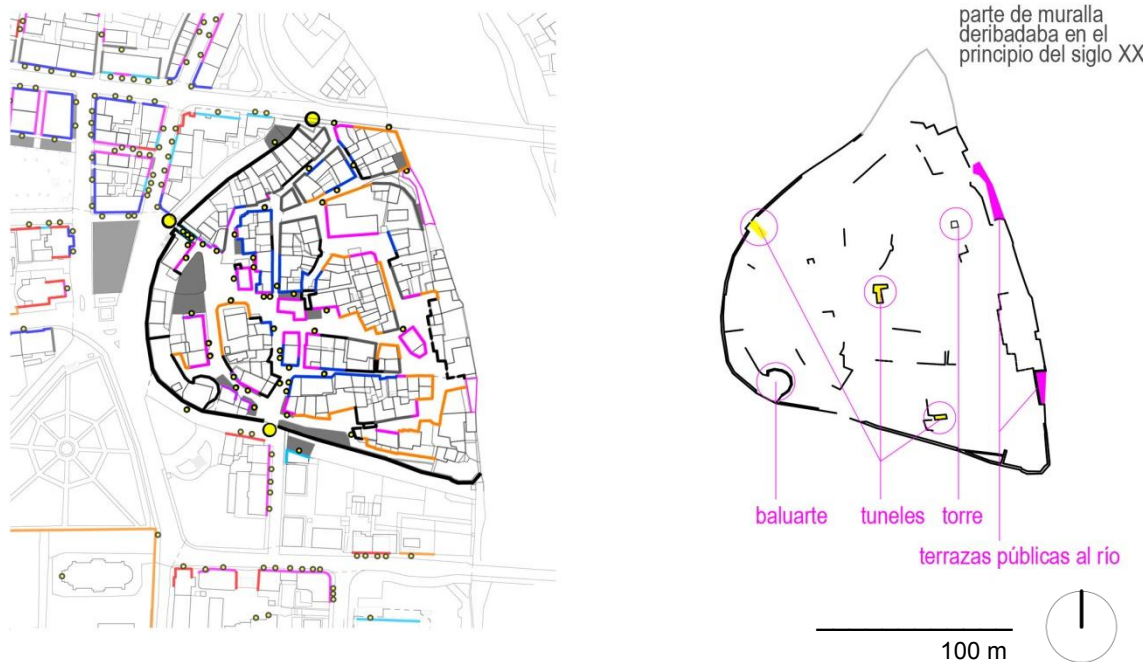 parte de muralla
deribadaba en el
principio del siglo XX
baluarte
tuneles
torre
terrazas públicas al río
100 m